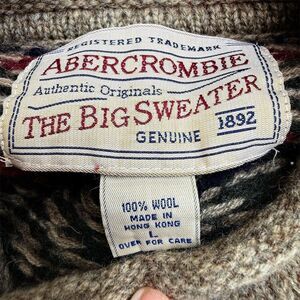 REGISTERED TRADEMARK
ABERCROMBIE
Authentic Originals
THE BIG SWEATER
GENUINE 1892
100% WOOL
MADE IN
HONG KONG
L
OVER FOR CARE